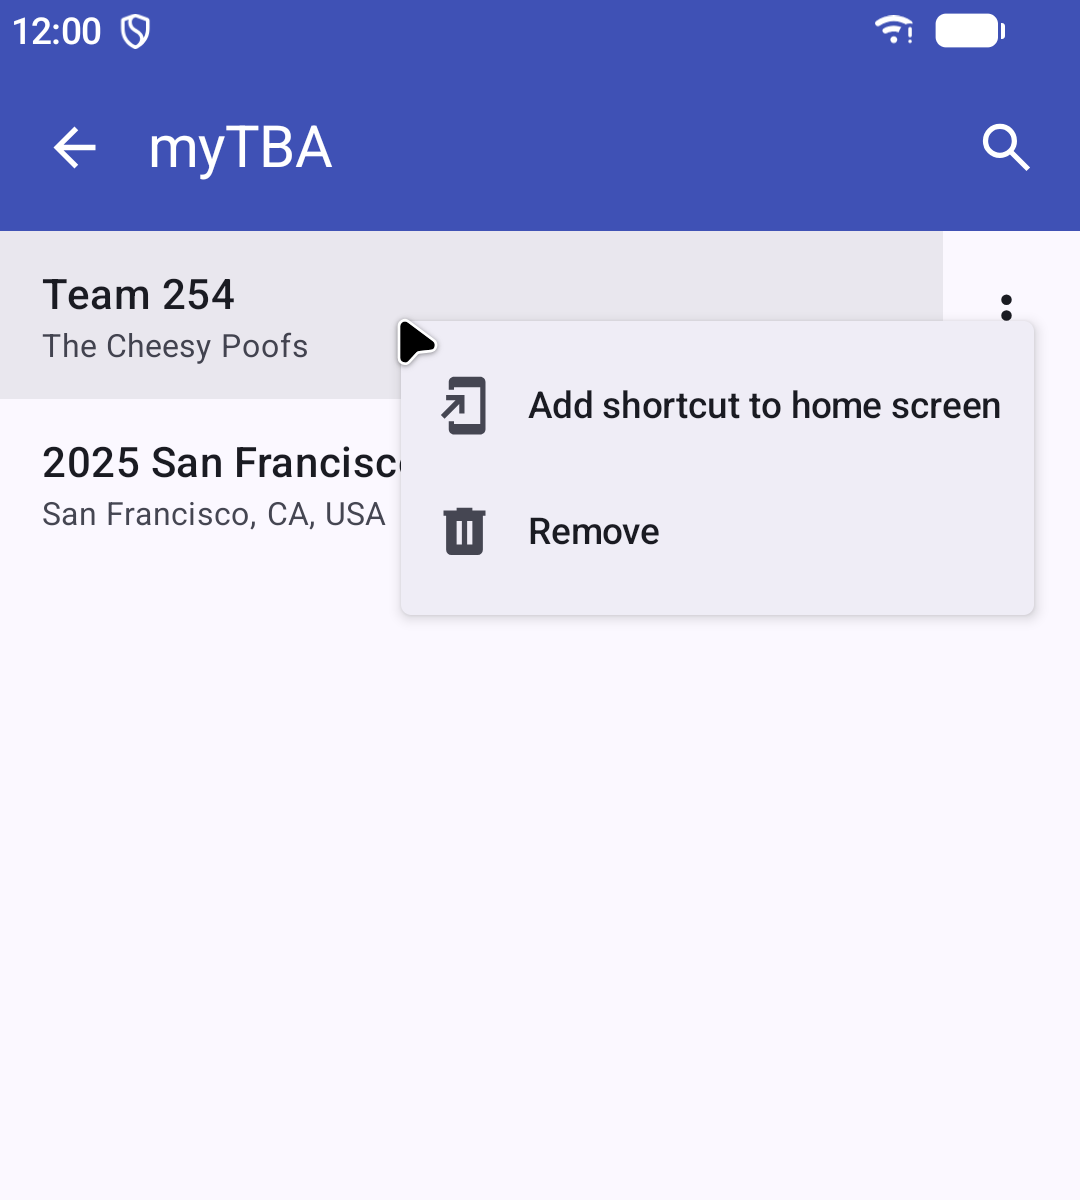 12:00
myTBA
Team 254
The Cheesy Poofs
Add shortcut to home screen
2025 San Francisc
San Francisco, CA, USA
Remove